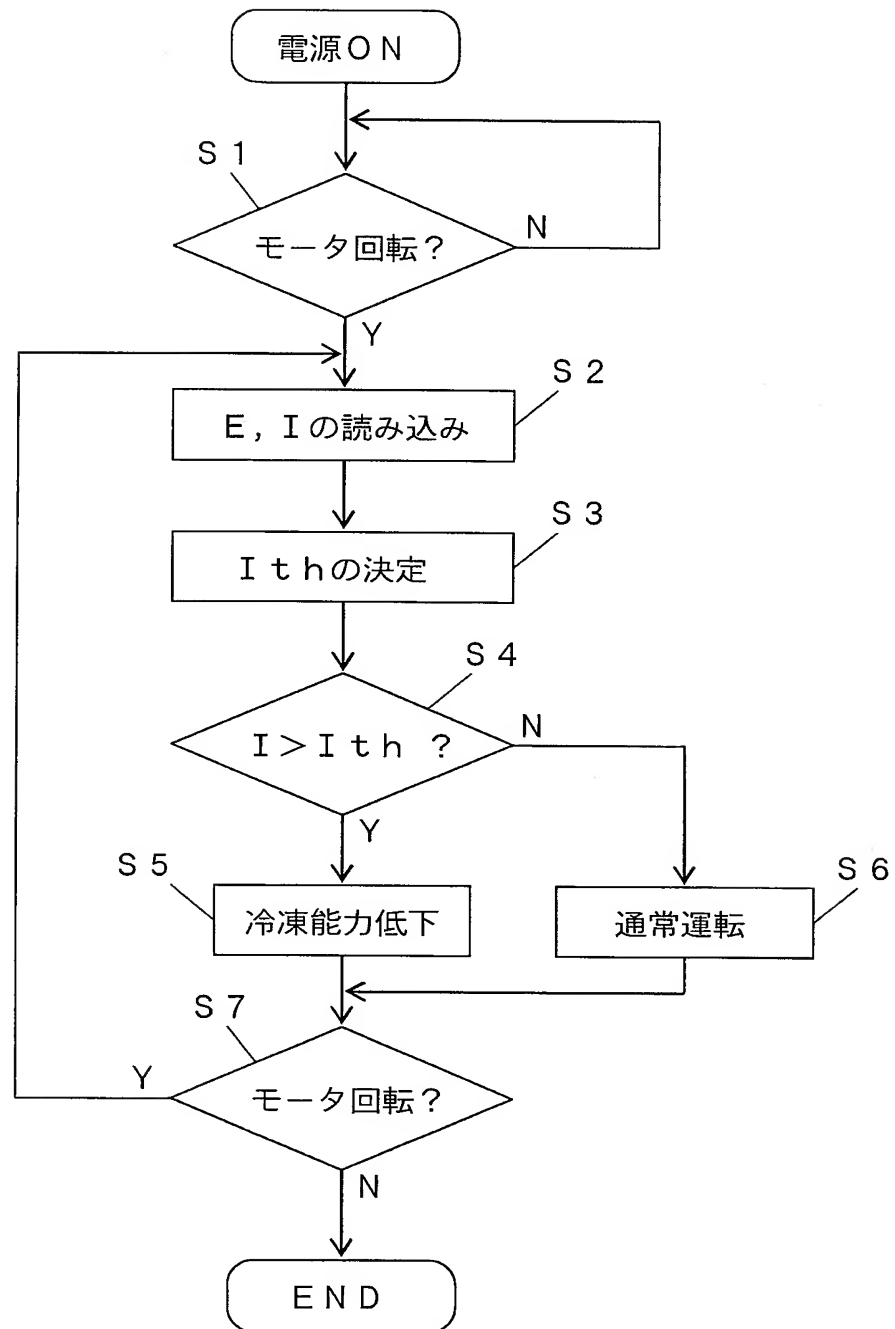 電源ＯＮ
Ｓ１
モータ回転？
N
Y
Ｓ２
Ｅ，Ｉの読み込み
Ｓ３
Ｉｔｈの決定
Ｓ４
Ｉ＞Ｉｔｈ ？
N
Y
Ｓ５
冷凍能力低下
Ｓ６
通常運転
Ｓ７
Y
モータ回転？
N
ＥＮＤ